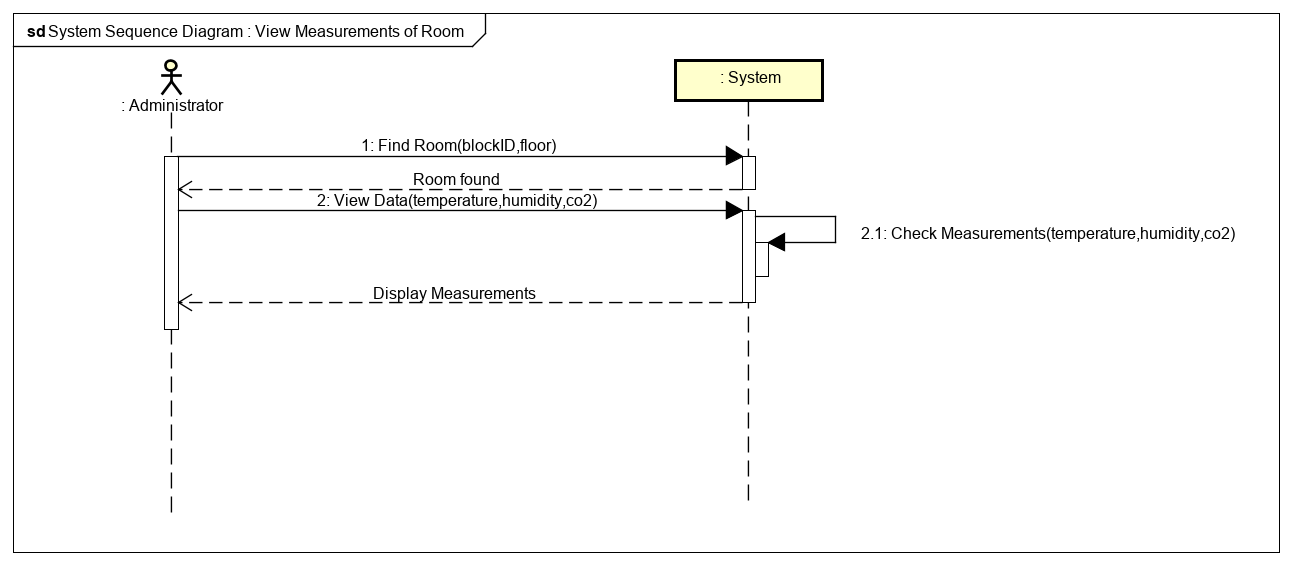 sd System Sequence Diagram : View Measurements of Room
: Administrator
: System
1: Find Room(blockID,floor)
Room found
2: View Data(temperature,humidity,co2)
2.1: Check Measurements(temperature,humidity,co2)
Display Measurements